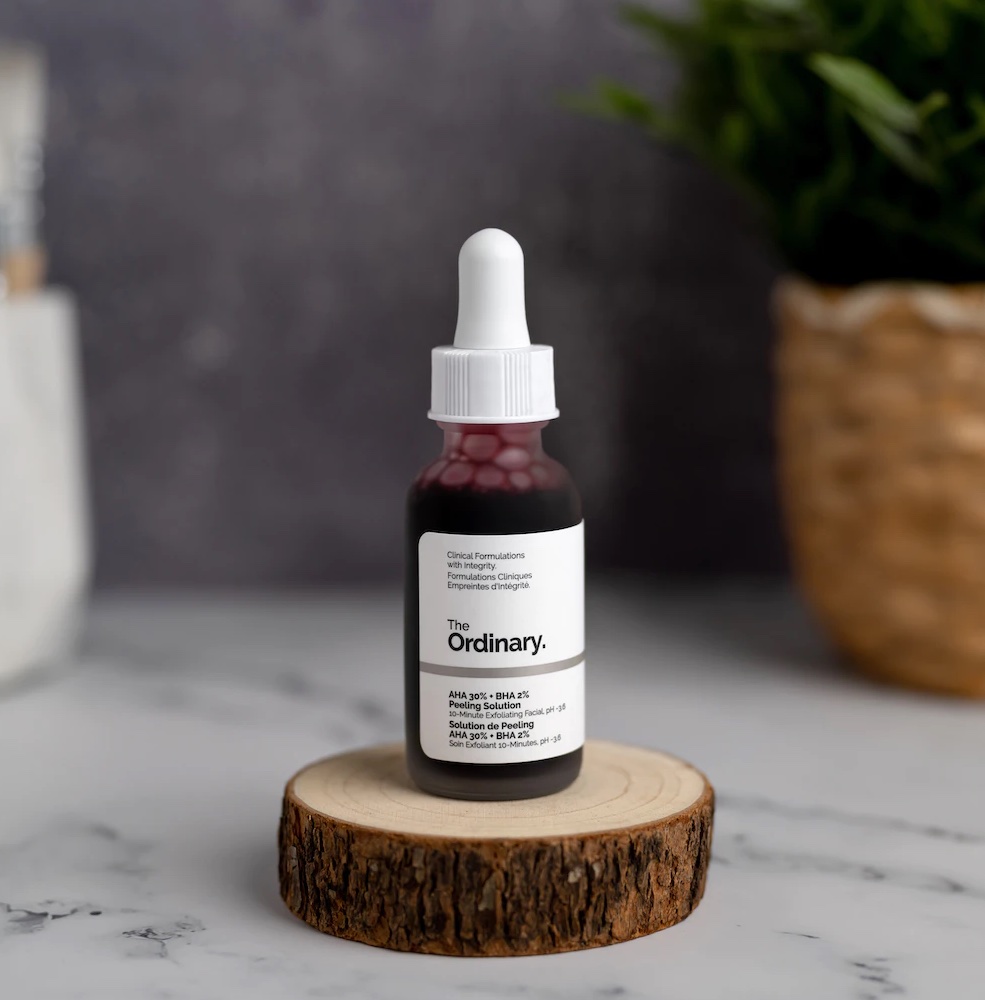 Clinical Formulations
with Integrity.
Formulations Cliniques
Empreintes d'Intégrité.
The
Ordinary.
AHA 30% + BHA 2%
Peeling Solution
10-Minute Exfoliating Facial, pH ~3.6
Solution de Peeling
AHA 30% + BHA 2%
Soin Exfoliant 10-Minutes, pH ~3.6